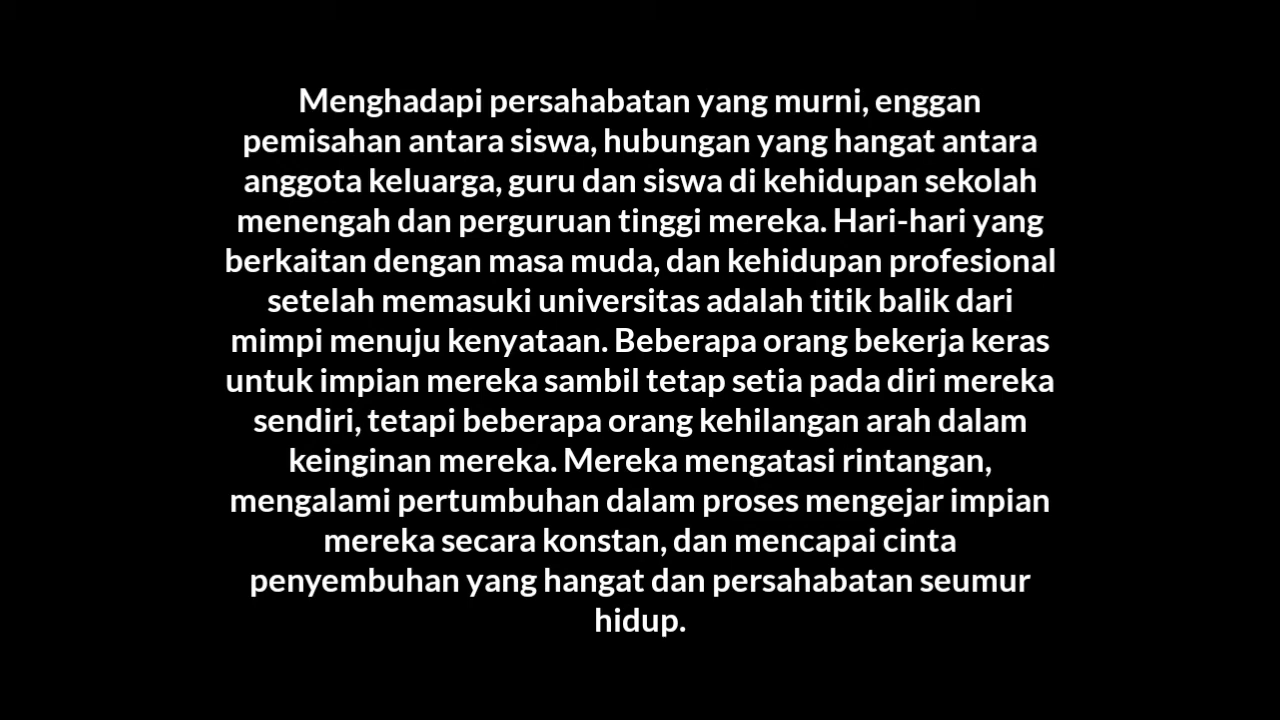 Menghadapi persahabatan yang murni, enggan
pemisahan antara siswa, hubungan yang hangat antara
anggota keluarga, guru dan siswa di kehidupan sekolah
menengah dan perguruan tinggi mereka. Hari-hari yang
berkaitan dengan masa muda, dan kehidupan profesional
setelah memasuki universitas adalah titik balik dari
mimpi menuju kenyataan. Beberapa orang bekerja keras
untuk impian mereka sambil tetap setia pada diri mereka
sendiri, tetapi beberapa orang kehilangan arah dalam
keinginan mereka. Mereka mengatasi rintangan,
mengalami pertumbuhan dalam proses mengejar impian
mereka secara konstan, dan mencapai cinta
penyembuhan yang hangat dan persahabatan seumur
hidup.